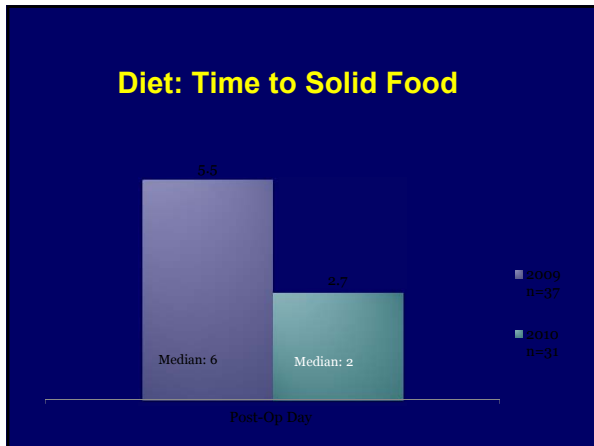 Diet: Time to Solid Food
5.5
2.7
2009
n=37
2010
n=31
Median: 6
Median: 2
Post-Op Day